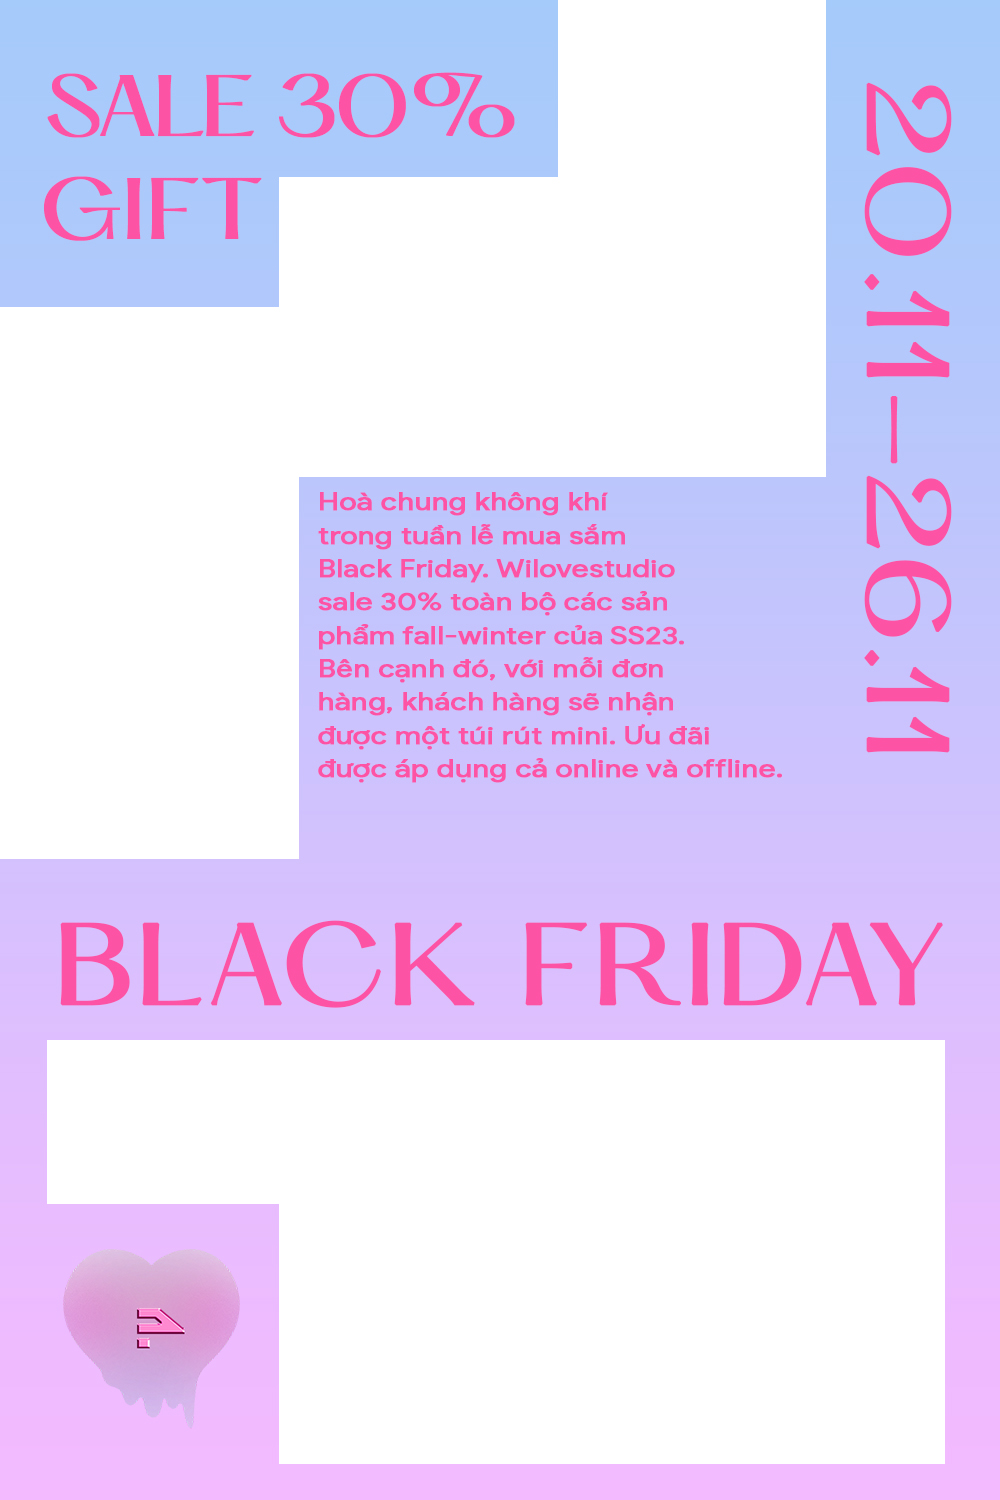 SALE 30%
GIFT
20.11-26.11
Hoà chung không khí
trong tuần lễ mua sắm
Black Friday. Wilovestudio
sale 30% toàn bộ các sản
phẩm fall-winter của SS23.
Bên cạnh đó, với mỗi đơn
hàng, khách hàng sẽ nhận
được một túi rút mini. Ưu đãi
được áp dụng cả online và offline.
BLACK FRIDAY